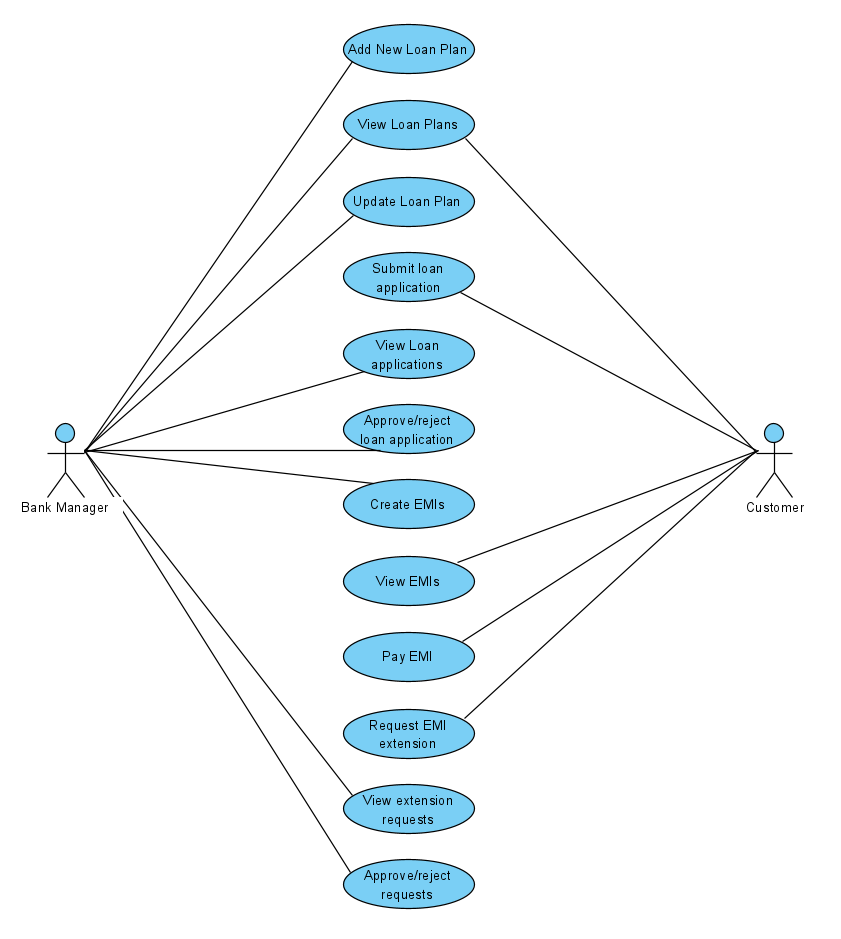 Add New Loan Plan
View Loan Plans
Update Loan Plan
Submit loan
application
View Loan
applications
Approve/reject
loan application
Create EMIs
Bank Manager
Customer
View EMIs
Pay EMI
Request EMI
extension
View extension
requests
Approve/reject
requests